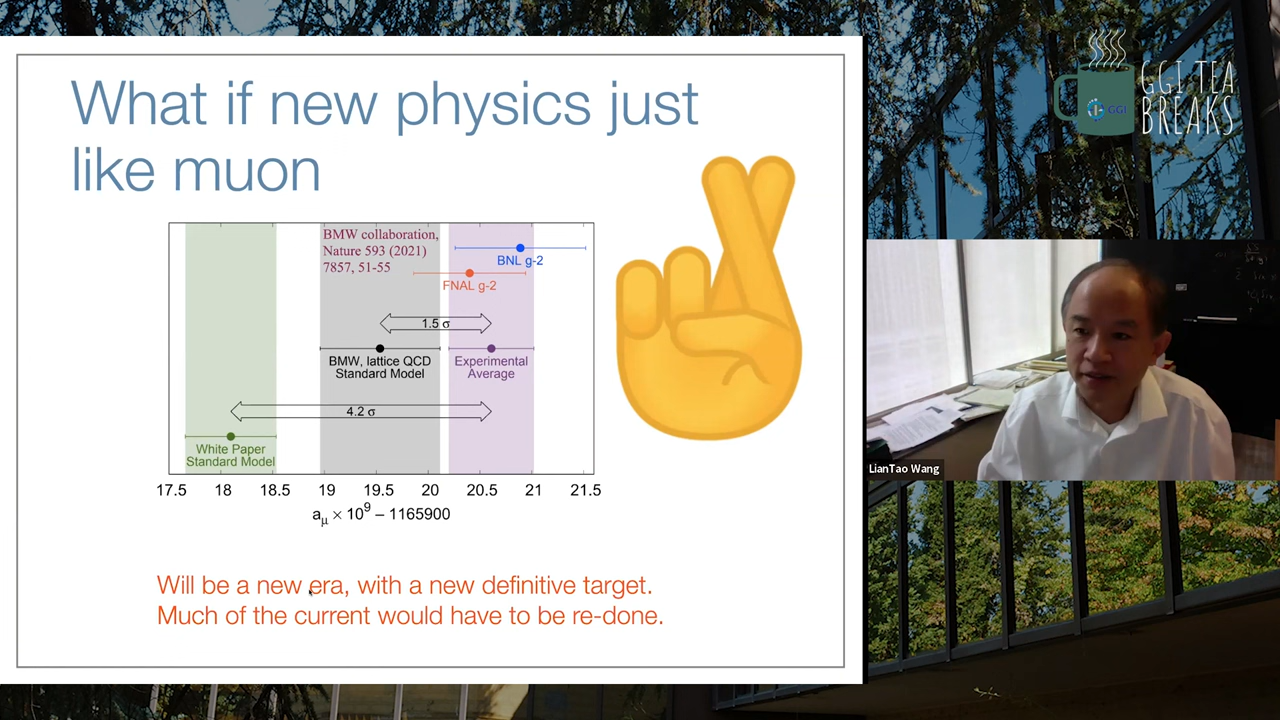 What if new physics just
like muon
BMW collaboration,
Nature 593 (2021)
7857, 51-55
BNL g-2
FNAL g-2
1.5 σ
BMW, lattice QCD
Standard Model
Experimental
Average
4.2 σ
White Paper
Standard Model
17.5 18 18.5 19 19.5 20 20.5 21 21.5
aμ × 10⁹ – 1165900
Will be a new era, with a new definitive target.
Much of the current would have to be re-done.
GGI TEA
BREAKS
GGI
LianTao Wang